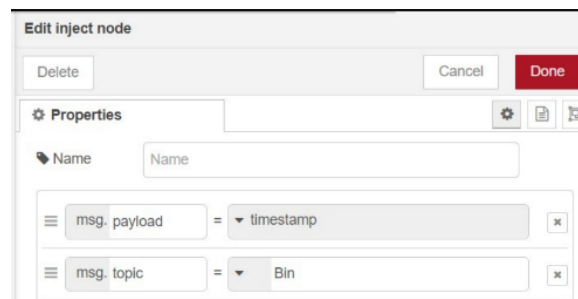 Edit inject node
Delete Cancel Done
Properties
Name Name
msg. payload = timestamp
msg. topic = Bin